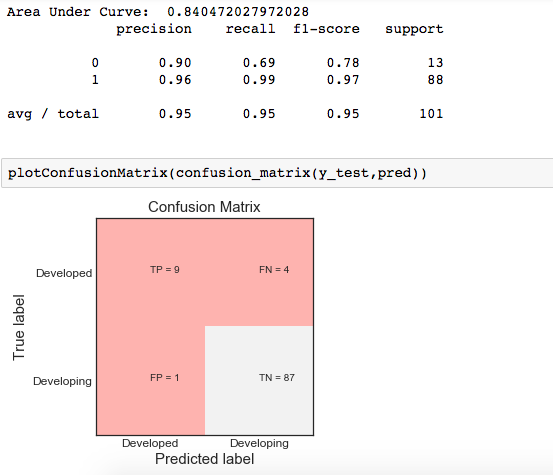 Area Under Curve: 0.840472027972028
precision recall f1-score support
0 0.90 0.69 0.78 13
1 0.96 0.99 0.97 88
avg / total 0.95 0.95 0.95 101
plotConfusionMatrix(confusion_matrix(y_test,pred))
Confusion Matrix
Developed TP = 9 FN = 4
True label
Developing FP = 1 TN = 87
Developed Developing
Predicted label